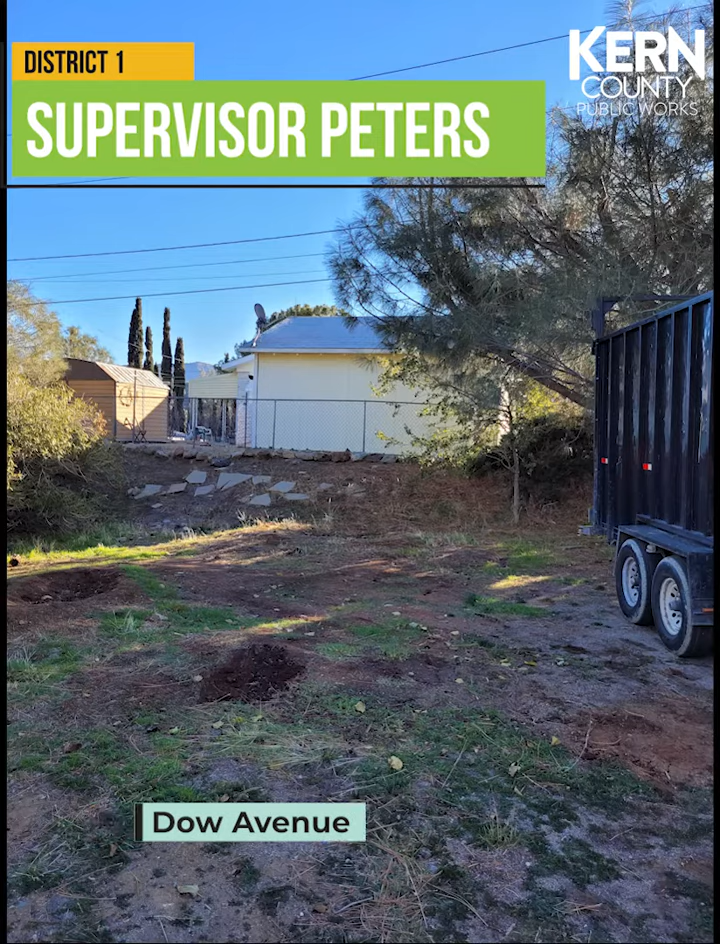 DISTRICT 1
SUPERVISOR PETERS
KERN
COUNTY
PUBLIC WORKS
Dow Avenue